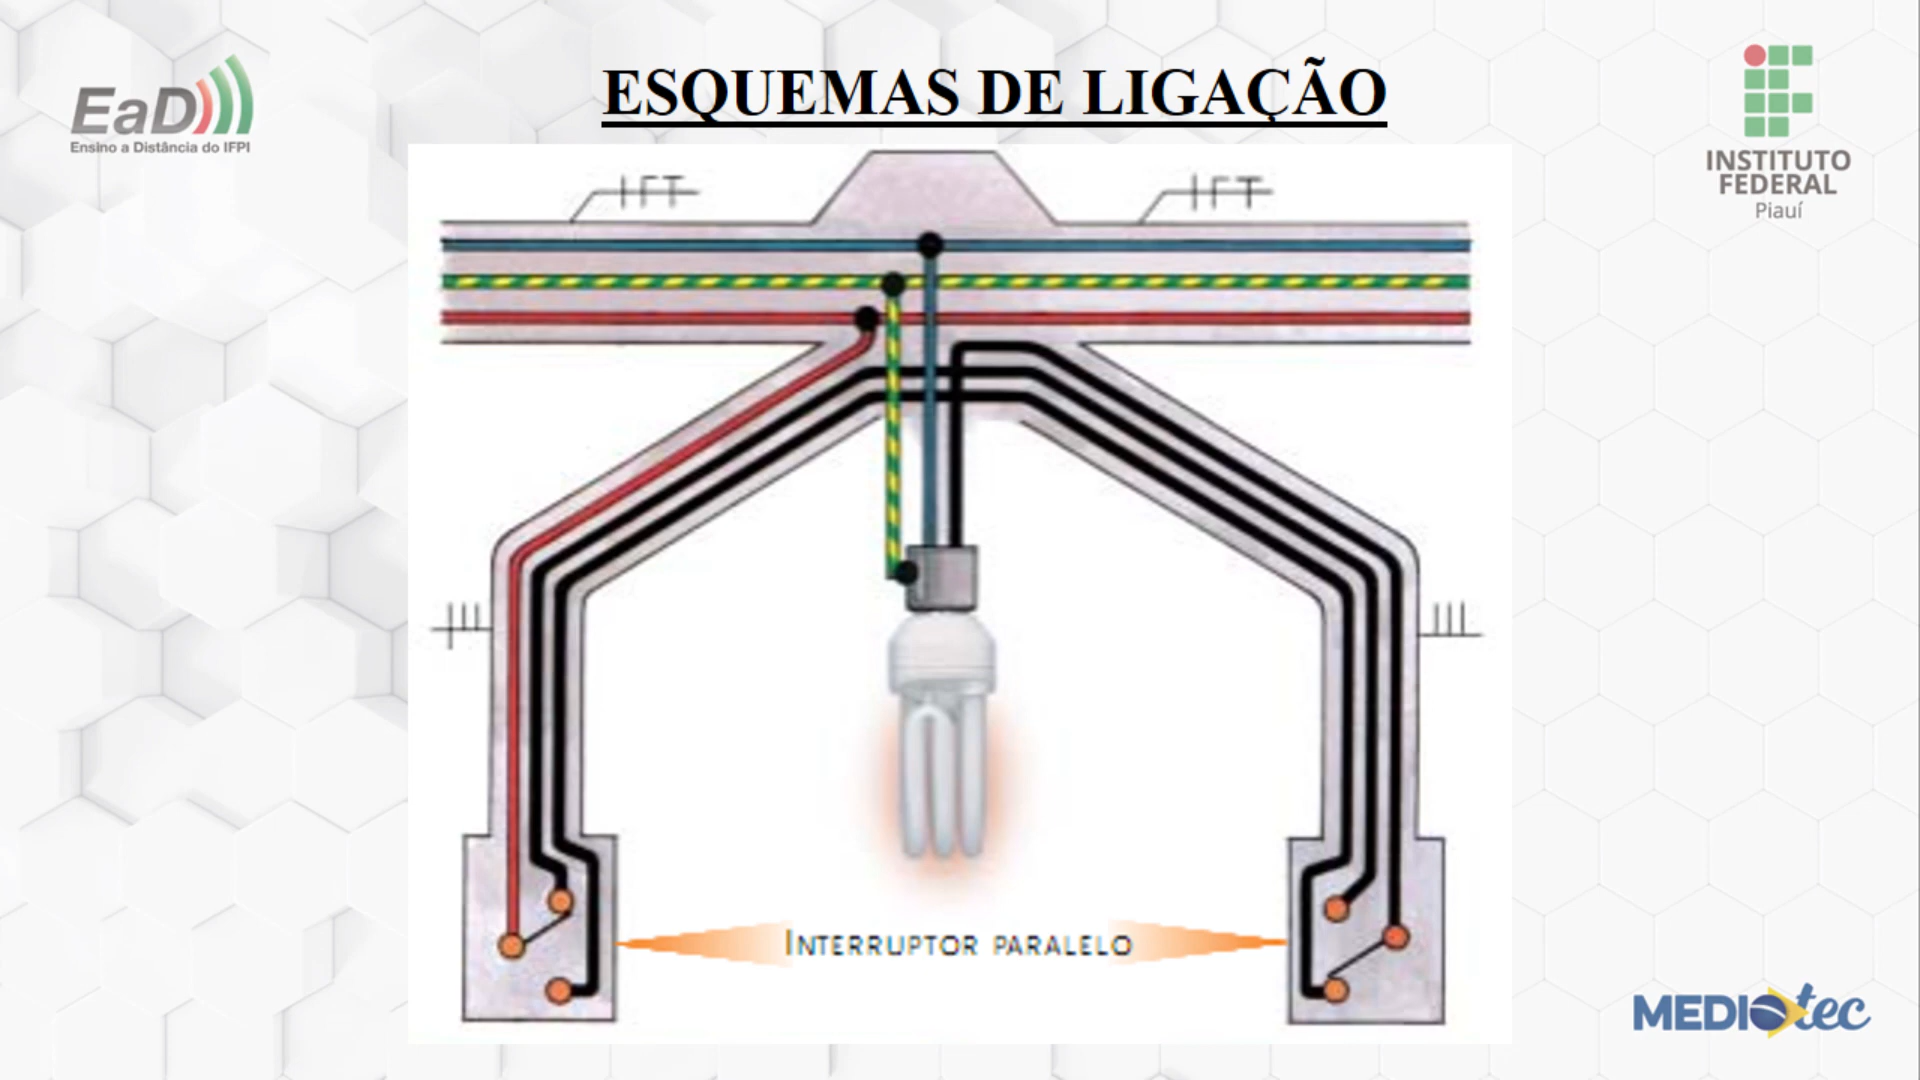 ESQUEMAS DE LIGAÇÃO
EaD
Ensino a Distância do IFPI
INSTITUTO
FEDERAL
Piauí
INTERRUPTOR PARALELO
MEDIOtec